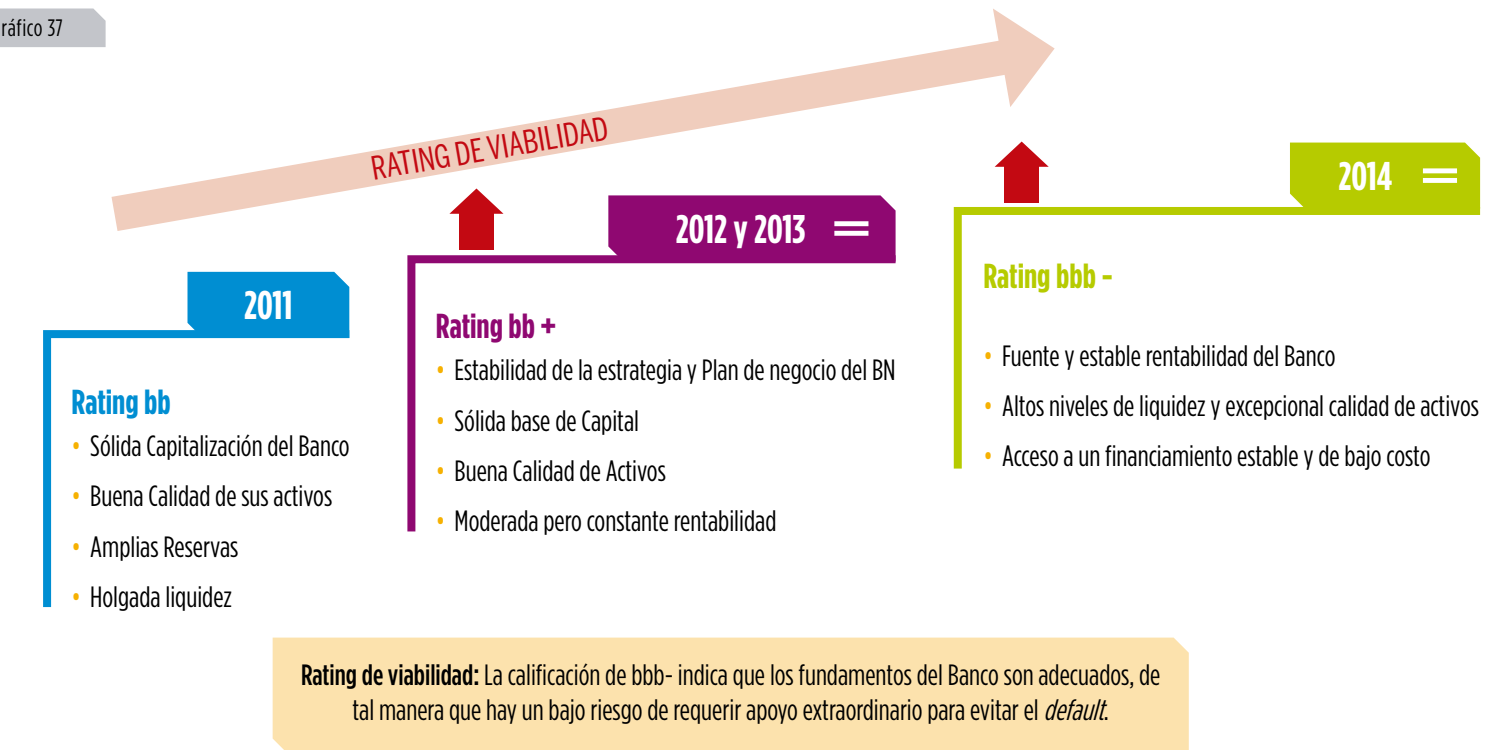 ráfico 37
RATING DE VIABILIDAD
2011
Rating bb
• Sólida Capitalización del Banco
• Buena Calidad de sus activos
• Amplias Reservas
• Holgada liquidez
2012 y 2013 =
Rating bb +
• Estabilidad de la estrategia y Plan de negocio del BN
• Sólida base de Capital
• Buena Calidad de Activos
• Moderada pero constante rentabilidad
2014 =
Rating bbb -
• Fuente y estable rentabilidad del Banco
• Altos niveles de liquidez y excepcional calidad de activos
• Acceso a un financiamiento estable y de bajo costo
Rating de viabilidad: La calificación de bbb- indica que los fundamentos del Banco son adecuados, de
tal manera que hay un bajo riesgo de requerir apoyo extraordinario para evitar el default.